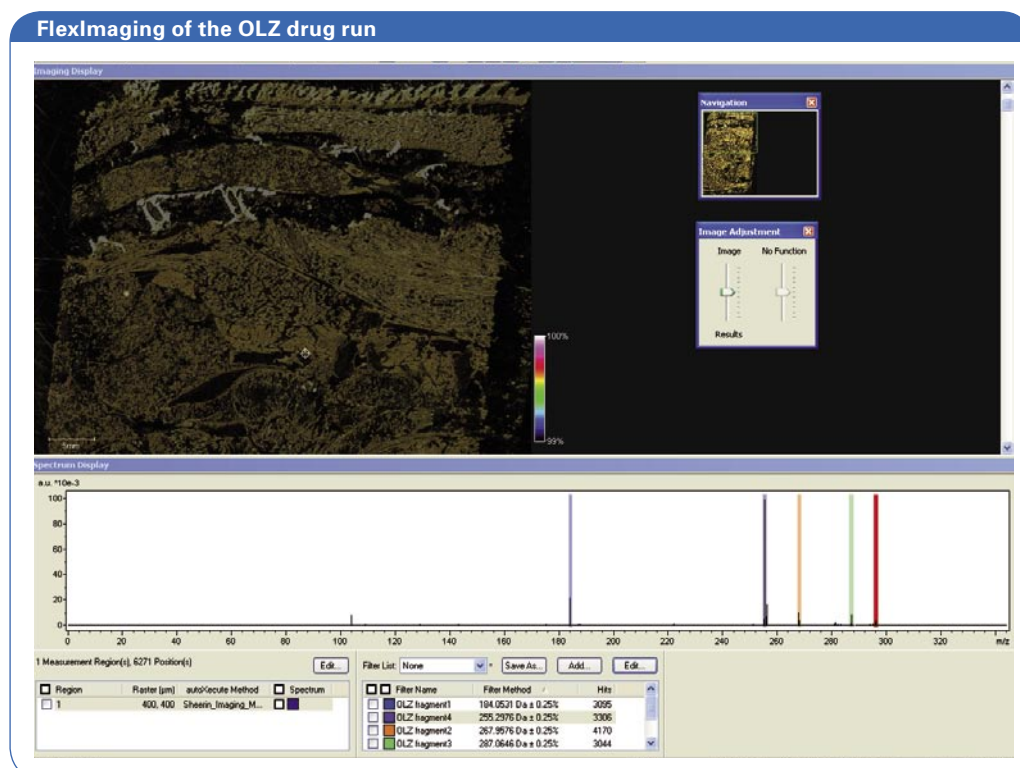 FlexImaging of the OLZ drug run
Imaging Display
Navigation
Image Adjustment
Image No Function
Results
100%
99%
5mm
Spectrum Display
a.u. *10e-3
100
80
60
40
20
0
0 20 40 60 80 100 120 140 160 180 200 220 240 260 280 300 320 m/z
1 Measurement Region(s), 6271 Position(s) Edit...
Filter List: None Save As... Add... Edit...
Region Raster [µm] autoXecute Method Spectrum
1 400, 400 Sheerin_Imaging_M...
Filter Name Filter Method Hits
OLZ fragment1 184.0531 Da ± 0.25% 3095
OLZ fragment4 255.2976 Da ± 0.25% 3306
OLZ fragment2 267.9576 Da ± 0.25% 4170
OLZ fragment3 287.0646 Da ± 0.25% 3044